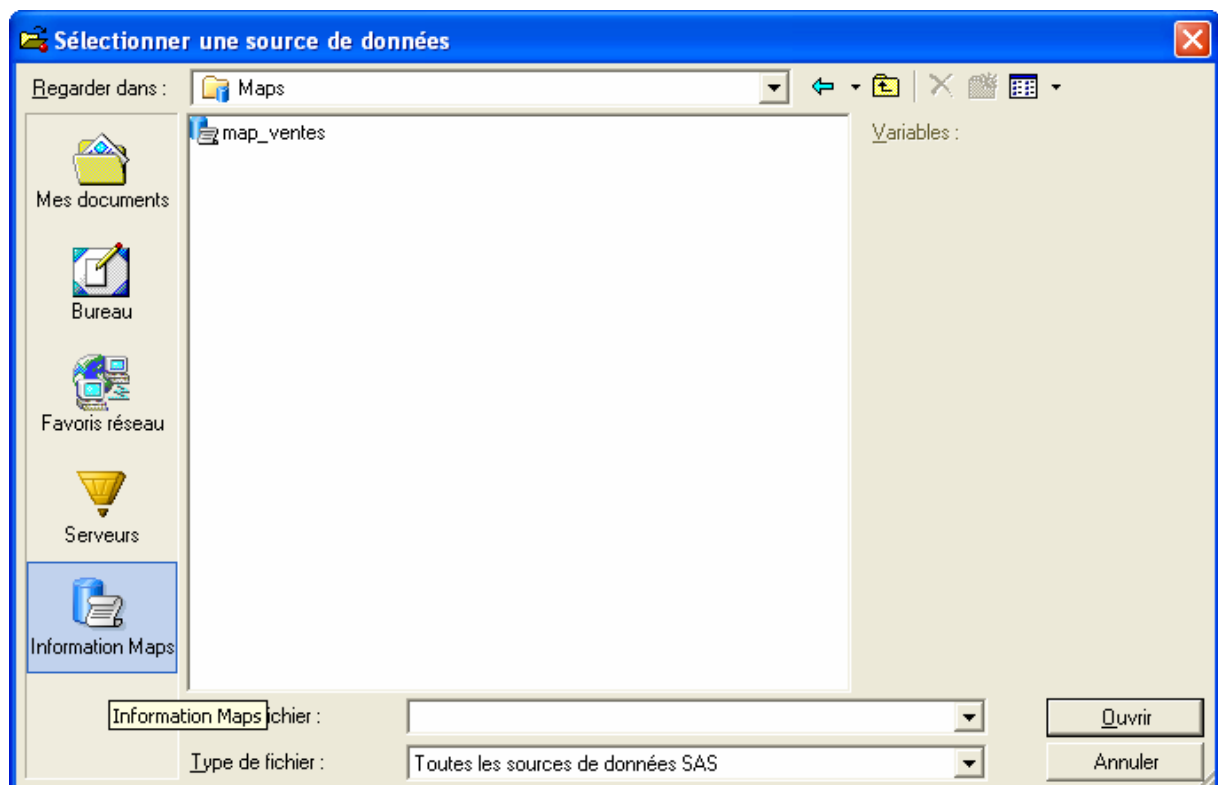 Sélectionner une source de données
Regarder dans :
Maps
map_ventes
Variables :
Mes documents
Bureau
Favoris réseau
Serveurs
Information Maps
Information Maps
ichier :
Ouvrir
Type de fichier :
Toutes les sources de données SAS
Annuler